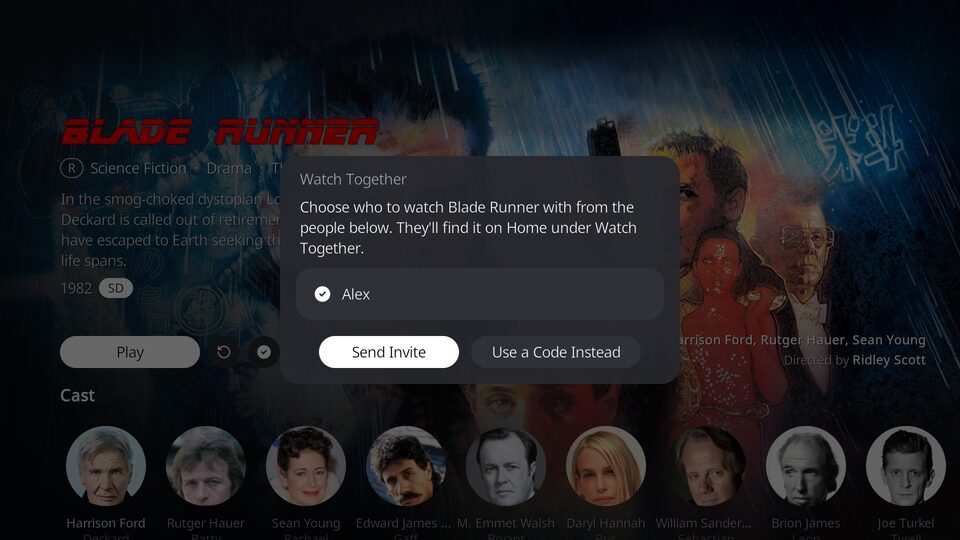 BLADE RUNNER
R Science Fiction · Drama · Th
In the smog-choked dystopian Lo
Deckard is called out of retiremen
have escaped to Earth seeking th
life spans.
1982 SD
Watch Together
Choose who to watch Blade Runner with from the
people below. They'll find it on Home under Watch
Together.
Alex
Send Invite
Use a Code Instead
Play
arrison Ford, Rutger Hauer, Sean Young
Directed by Ridley Scott
Cast
Harrison Ford
Deckard
Rutger Hauer
Batty
Sean Young
Rachael
Edward James ...
Gaff
M. Emmet Walsh
Bryant
Daryl Hannah
Pris
William Sander...
Sebastian
Brion James
Leon
Joe Turkel
Tyrell